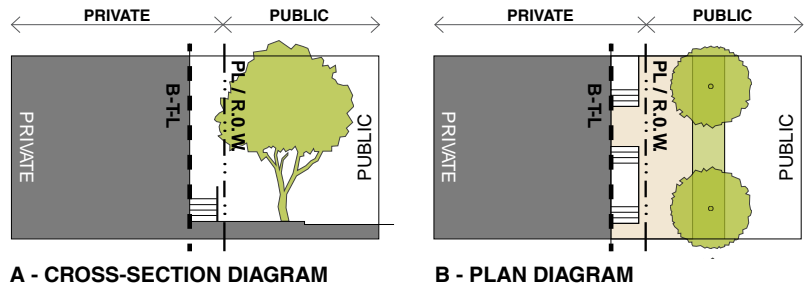 PRIVATE PUBLIC
PRIVATE
B-T-L
PL / R.O.W.
PUBLIC
A - CROSS-SECTION DIAGRAM
PRIVATE PUBLIC
PRIVATE
B-T-L
PL / R.O.W.
PUBLIC
B - PLAN DIAGRAM